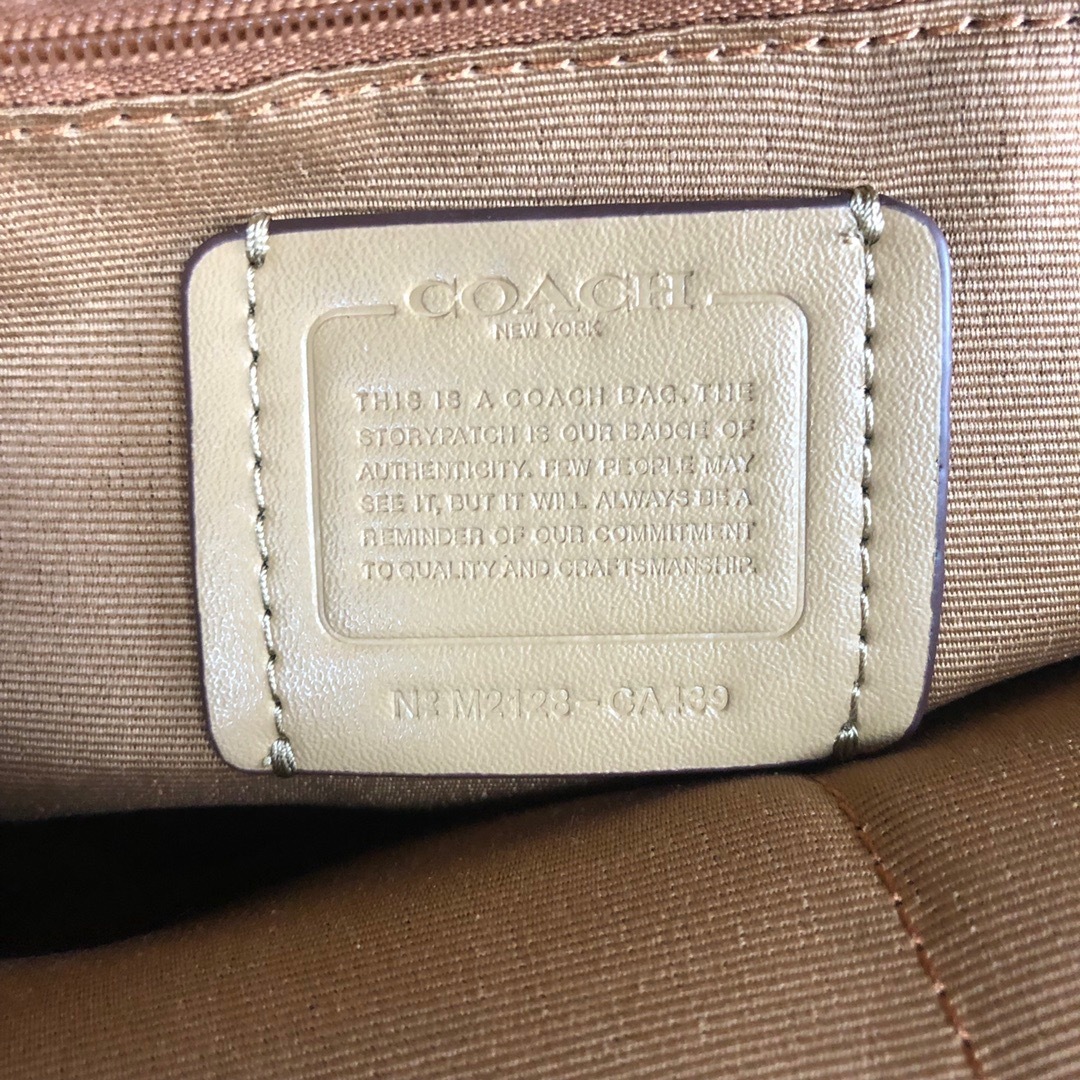 COACH
NEW YORK
THIS IS A COACH BAG. THE
STORYPATCH IS OUR BADGE OF
AUTHENTICITY. FEW PEOPLE MAY
SEE IT, BUT IT WILL ALWAYS BE A
REMINDER OF OUR COMMITMENT
TO QUALITY AND CRAFTSMANSHIP.
Nº M2128-CA439